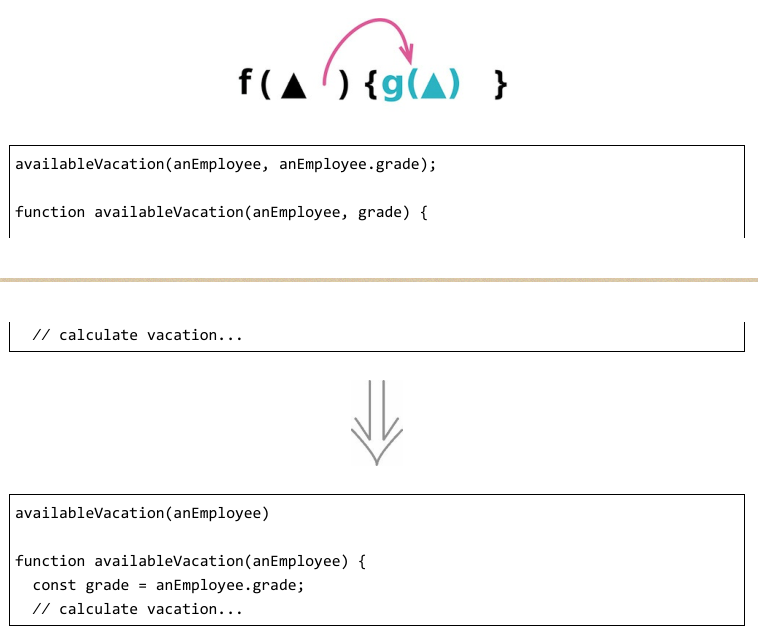 f(▲ ) {g(▲) }
availableVacation(anEmployee, anEmployee.grade);
function availableVacation(anEmployee, grade) {
// calculate vacation...
availableVacation(anEmployee)
function availableVacation(anEmployee) {
const grade = anEmployee.grade;
// calculate vacation...